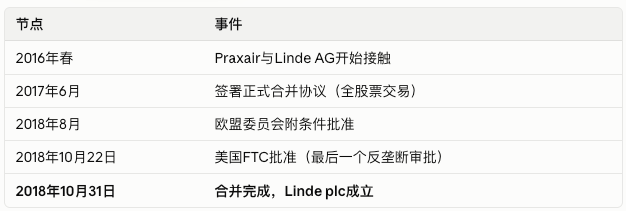 节点 事件
2016年春 Praxair与Linde AG开始接触
2017年6月 签署正式合并协议（全股票交易）
2018年8月 欧盟委员会附条件批准
2018年10月22日 美国FTC批准（最后一个反垄断审批）
2018年10月31日 合并完成，Linde plc成立